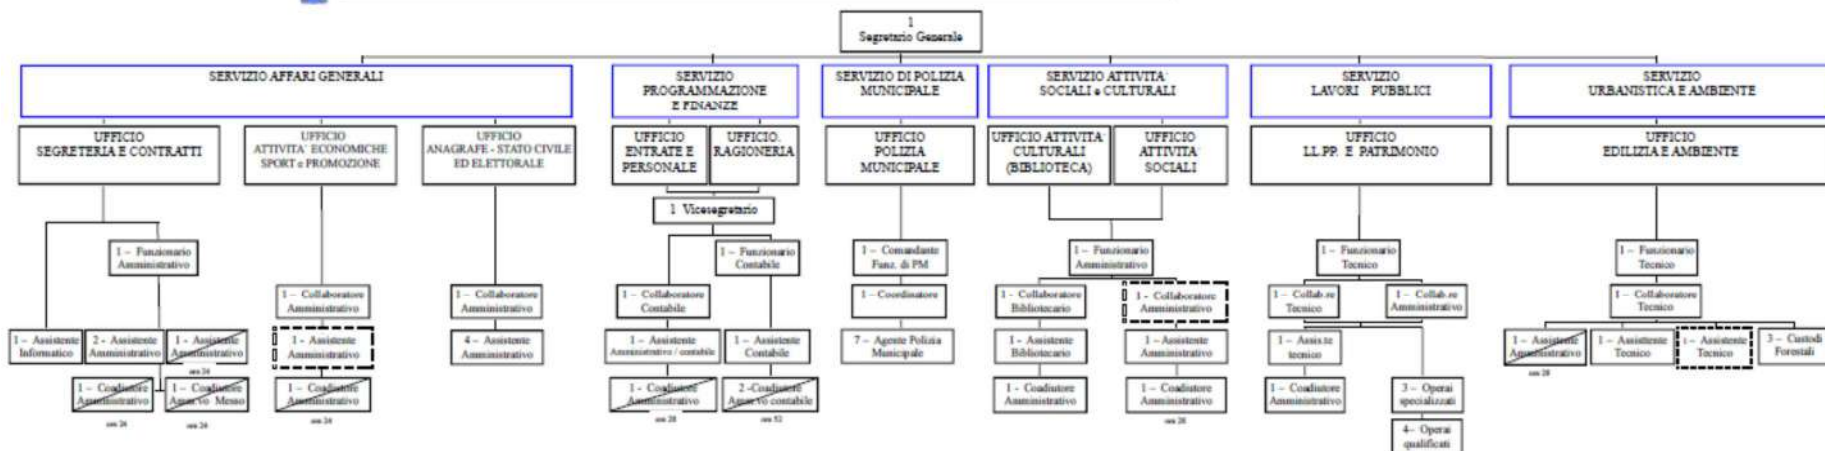 1
Segretario Generale
SERVIZIO AFFARI GENERALI
SERVIZIO
PROGRAMMAZIONE
E FINANZE
SERVIZIO DI POLIZIA
MUNICIPALE
SERVIZIO ATTIVITA'
SOCIALI e CULTURALI
SERVIZIO
LAVORI PUBBLICI
SERVIZIO
URBANISTICA E AMBIENTE
UFFICIO
SEGRETERIA E CONTRATTI
UFFICIO
ATTIVITA' ECONOMICHE
SPORT e PROMOZIONE
UFFICIO
ANAGRAFE - STATO CIVILE
ED ELETTORALE
UFFICIO
ENTRATE E
PERSONALE
UFFICIO.
RAGIONERIA
UFFICIO
POLIZIA
MUNICIPALE
UFFICIO ATTIVITA'
CULTURALI
(BIBLIOTECA)
UFFICIO
ATTIVITA
SOCIALI
UFFICIO
LL.PP. E PATRIMONIO
UFFICIO
EDILIZIA E AMBIENTE
1 Vicesegretario
1 – Funzionario
Amministrativo
1 – Funzionario
Contabile
1 – Comandante
Funz. di PM
1 – Funzionario
Amministrativo
1 – Funzionario
Tecnico
1 – Funzionario
Tecnico
1 – Collaboratore
Amministrativo
1 – Collaboratore
Amministrativo
1 – Collaboratore
Contabile
1 – Coordinatore
1 - Collaboratore
Bibliotecario
1 - Collaboratore
Amministrativo
1 – Collab.re
Tecnico
1 – Collab.re
Amministrativo
1 – Collaboratore
Tecnico
1 – Assistente
Informatico
2 - Assistente
Amministrativo
1 – Assistente
Amministrativo
ore 24
1 - Assistente
Amministrativo
4 – Assistente
Amministrativo
1 – Assistente
Amministrativo / contabile
1 – Assistente
Contabile
7 – Agente Polizia
Municipale
1 - Assistente
Bibliotecario
1 – Assistente
Amministrativo
1 – Assis.te
tecnico
1 – Assistente
Amministrativo
ore 28
1 – Assistente
Tecnico
1 – Assistente
Tecnico
3 – Custodi
Forestali
1 – Coadiutore
Amministrativo
1 – Coadiutore
Amm.vo Messo
1 – Coadiutore
Amministrativo
1 - Coadiutore
Amministrativo
2 -Coadiutore
Amm.vo contabile
1 - Coadiutore
Amministrativo
1 – Coadiutore
Amministrativo
1 – Coadiutore
Amministrativo
3 – Operai
specializzati
ore 52
4– Operai
qualificati